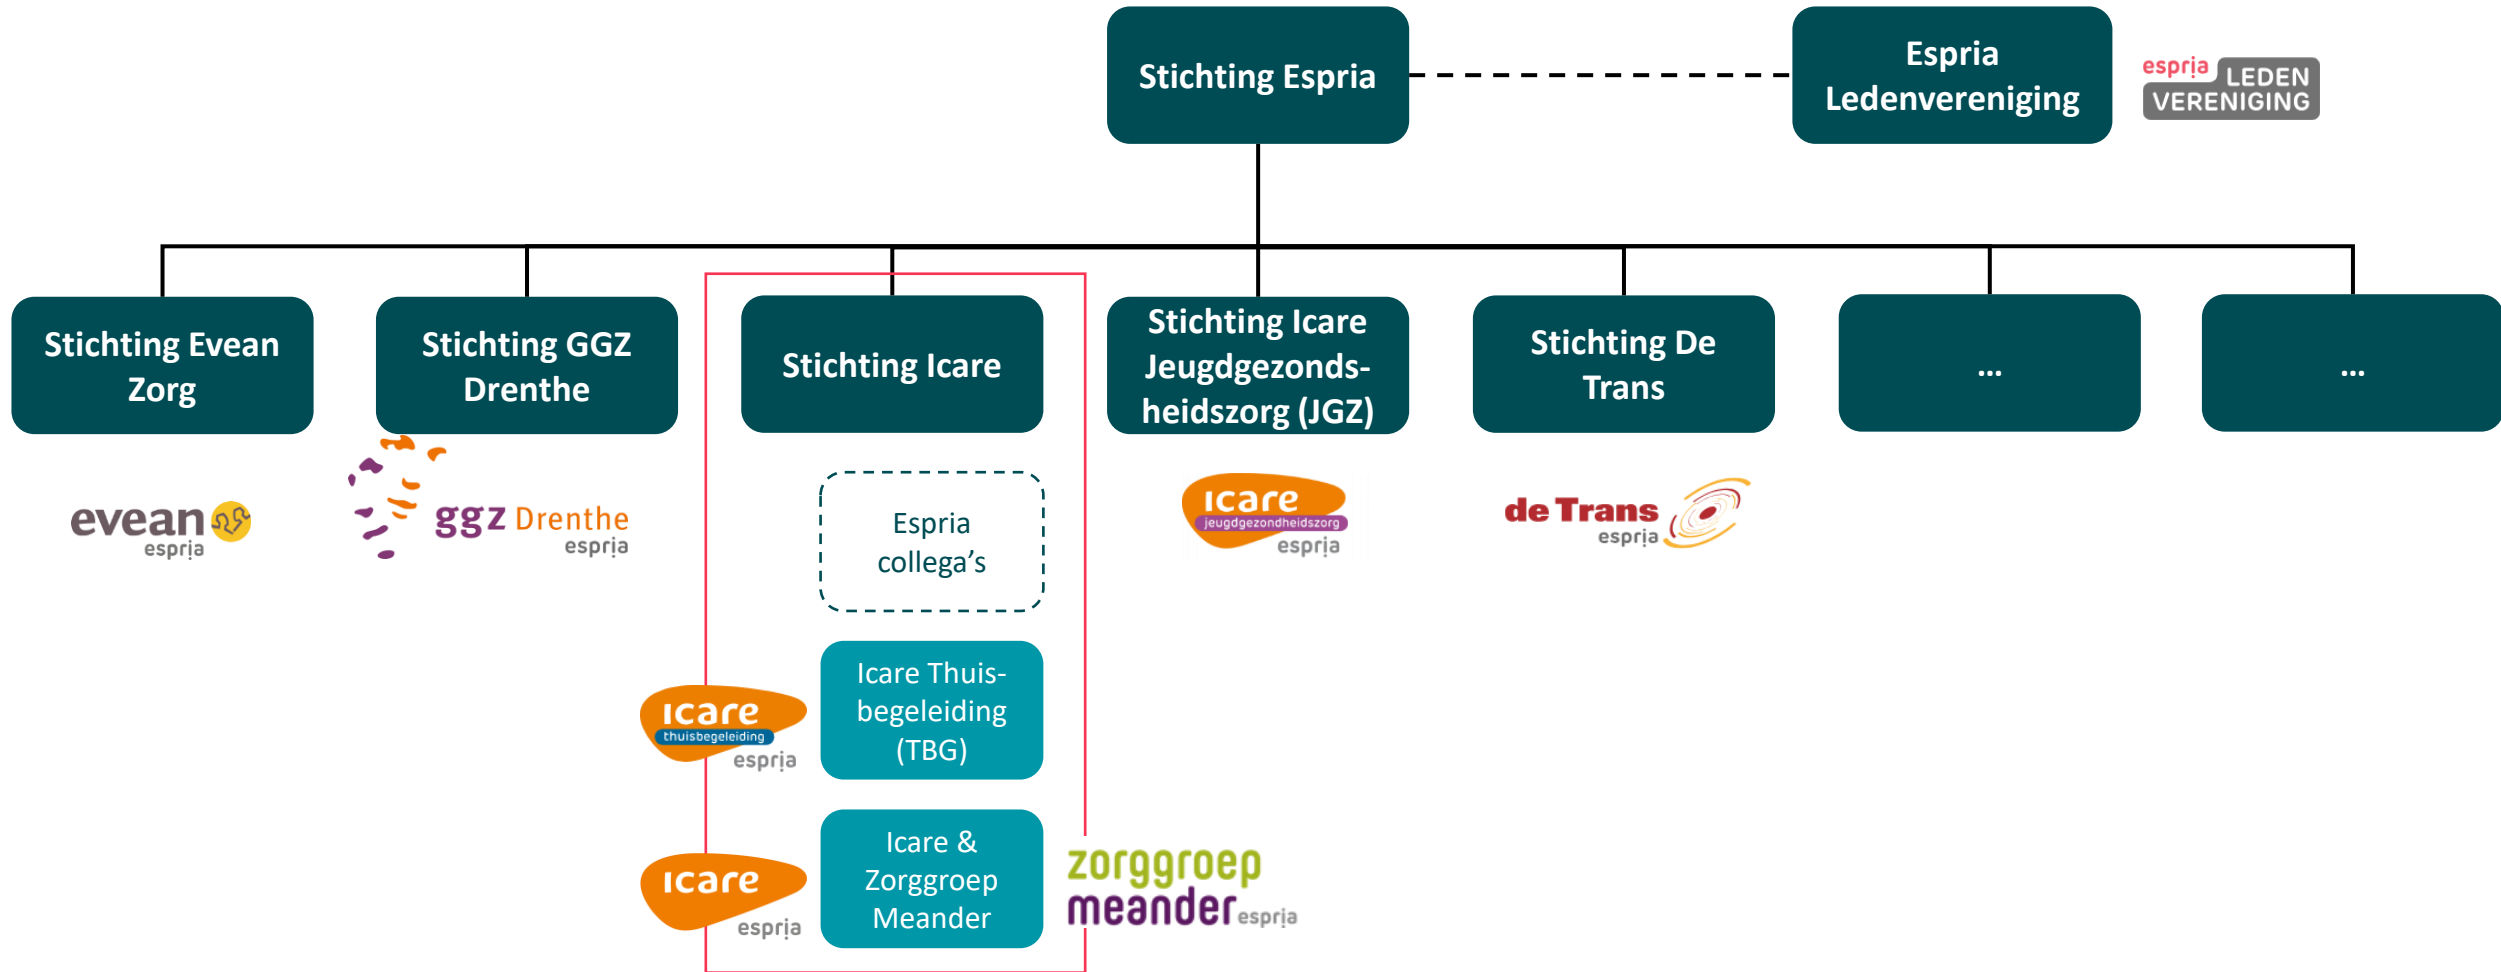 Stichting Espria
Espria
Ledenvereniging
espria
LEDEN
VERENIGING
Stichting Evean
Zorg
Stichting GGZ
Drenthe
Stichting Icare
Stichting Icare
Jeugdgezonds-
heidszorg (JGZ)
Stichting De
Trans
...
...
evean
espria
ggz Drenthe
espria
Espria
collega's
icare
jeugdgezondheidszorg
espria
de Trans
espria
icare
thuisbegeleiding
espria
Icare Thuis-
begeleiding
(TBG)
icare
espria
Icare &
Zorggroep
Meander
zorggroep
meander espria